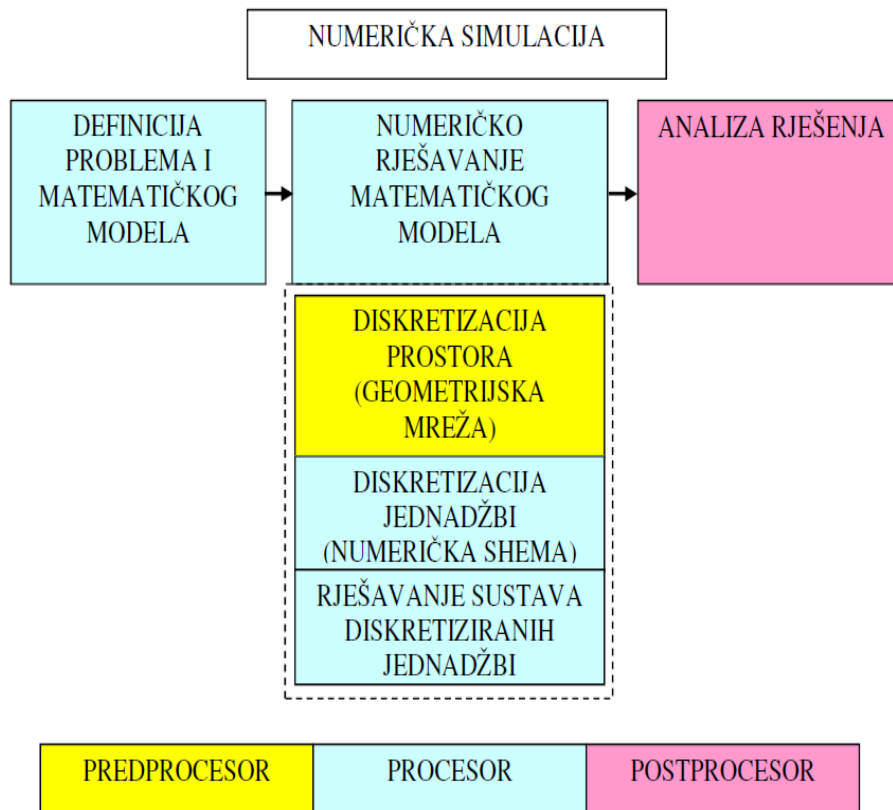 NUMERIČKA SIMULACIJA
DEFINICIJA
PROBLEMA I
MATEMATIČKOG
MODELA
NUMERIČKO
RJEŠAVANJE
MATEMATIČKOG
MODELA
ANALIZA RJEŠENJA
DISKRETIZACIJA
PROSTORA
(GEOMETRIJSKA
MREŽA)
DISKRETIZACIJA
JEDNADŽBI
(NUMERIČKA SHEMA)
RJEŠAVANJE SUSTAVA
DISKRETIZIRANIH
JEDNADŽBI
PREDPROCESOR
PROCESOR
POSTPROCESOR